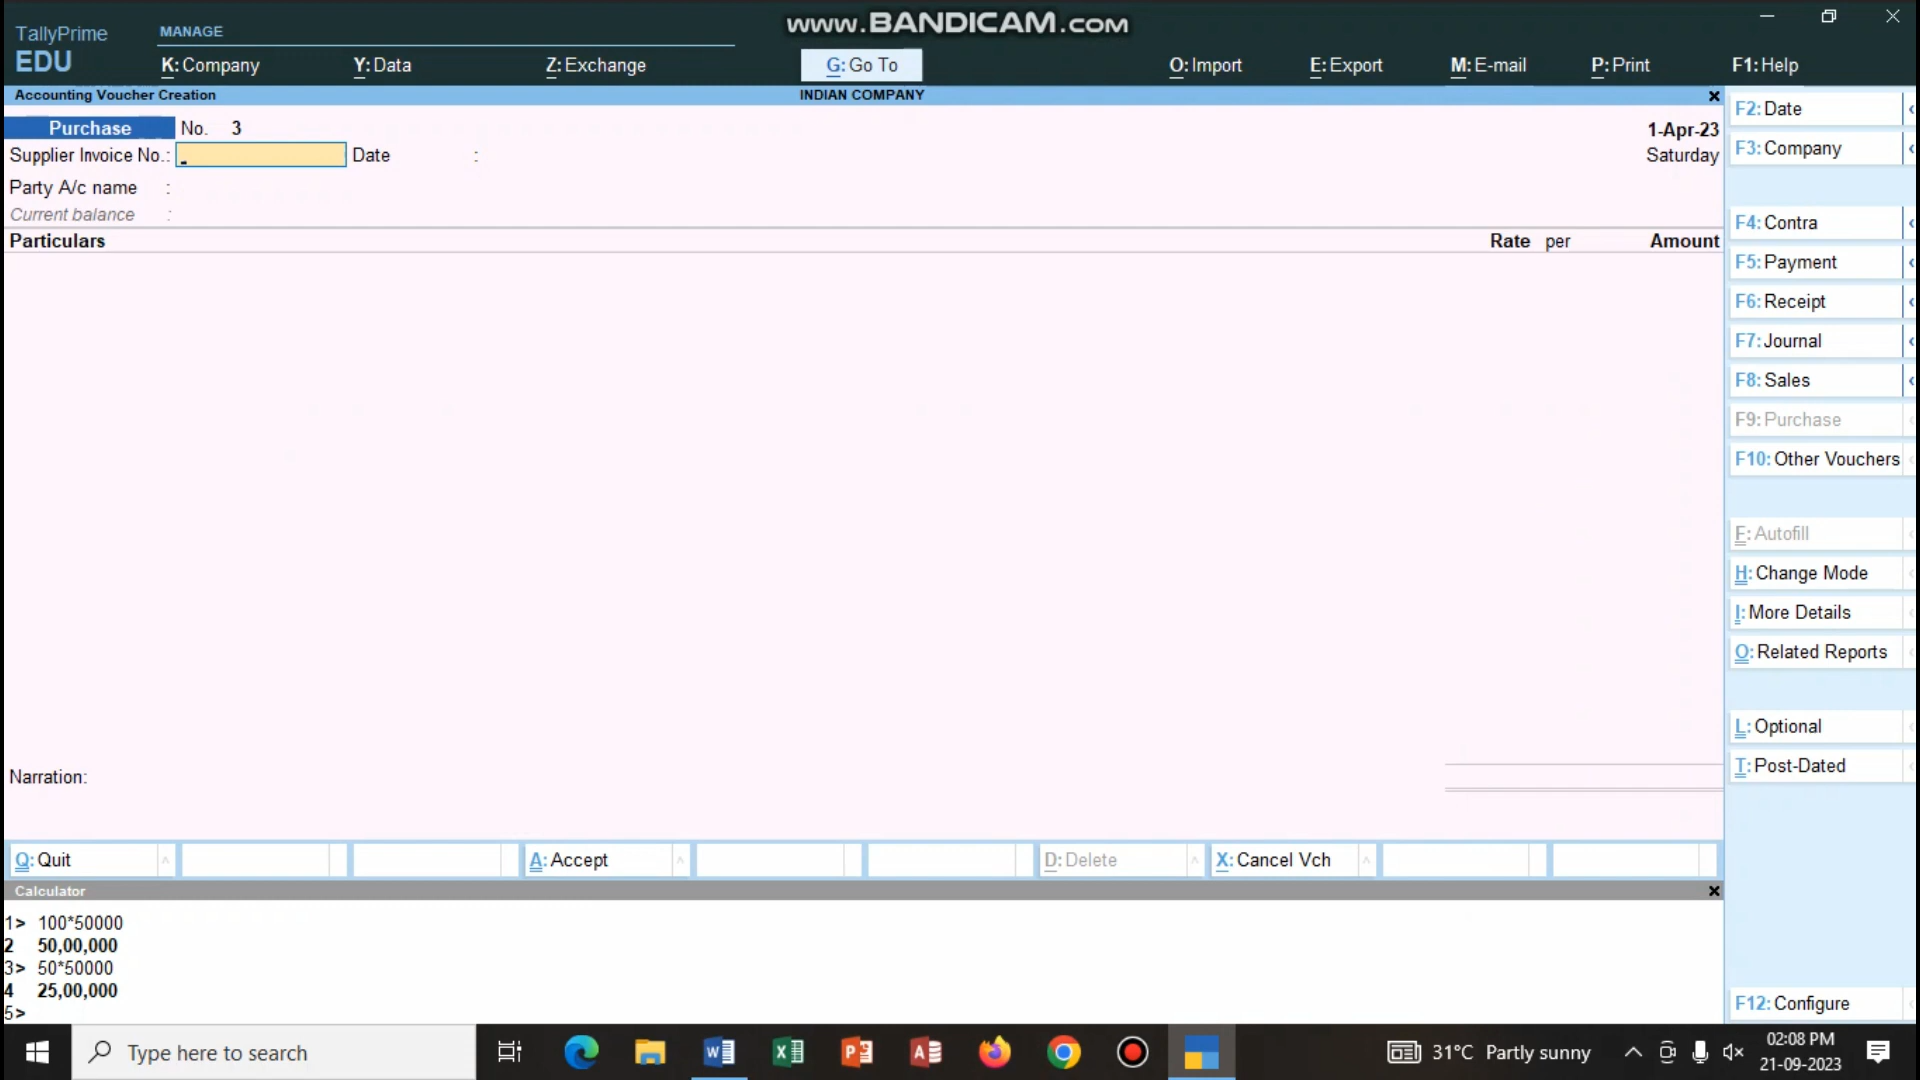 www.BANDICAM.com
TallyPrime
EDU
MANAGE
K: Company
Y: Data
Z: Exchange
G: Go To
O: Import
E: Export
M: E-mail
P: Print
F1: Help
Accounting Voucher Creation
INDIAN COMPANY
Purchase No. 3
1-Apr-23
Supplier Invoice No.: Date :
Saturday
Party A/c name :
Current balance :
Particulars
Rate per
Amount
Narration:
F2: Date
F3: Company
F4: Contra
F5: Payment
F6: Receipt
F7: Journal
F8: Sales
F9: Purchase
F10: Other Vouchers
F: Autofill
H: Change Mode
I: More Details
O: Related Reports
L: Optional
T: Post-Dated
F12: Configure
Q: Quit
A: Accept
D: Delete
X: Cancel Vch
Calculator
1> 100*50000
2 50,00,000
3> 50*50000
4 25,00,000
5>
Type here to search
31°C Partly sunny
02:08 PM
21-09-2023